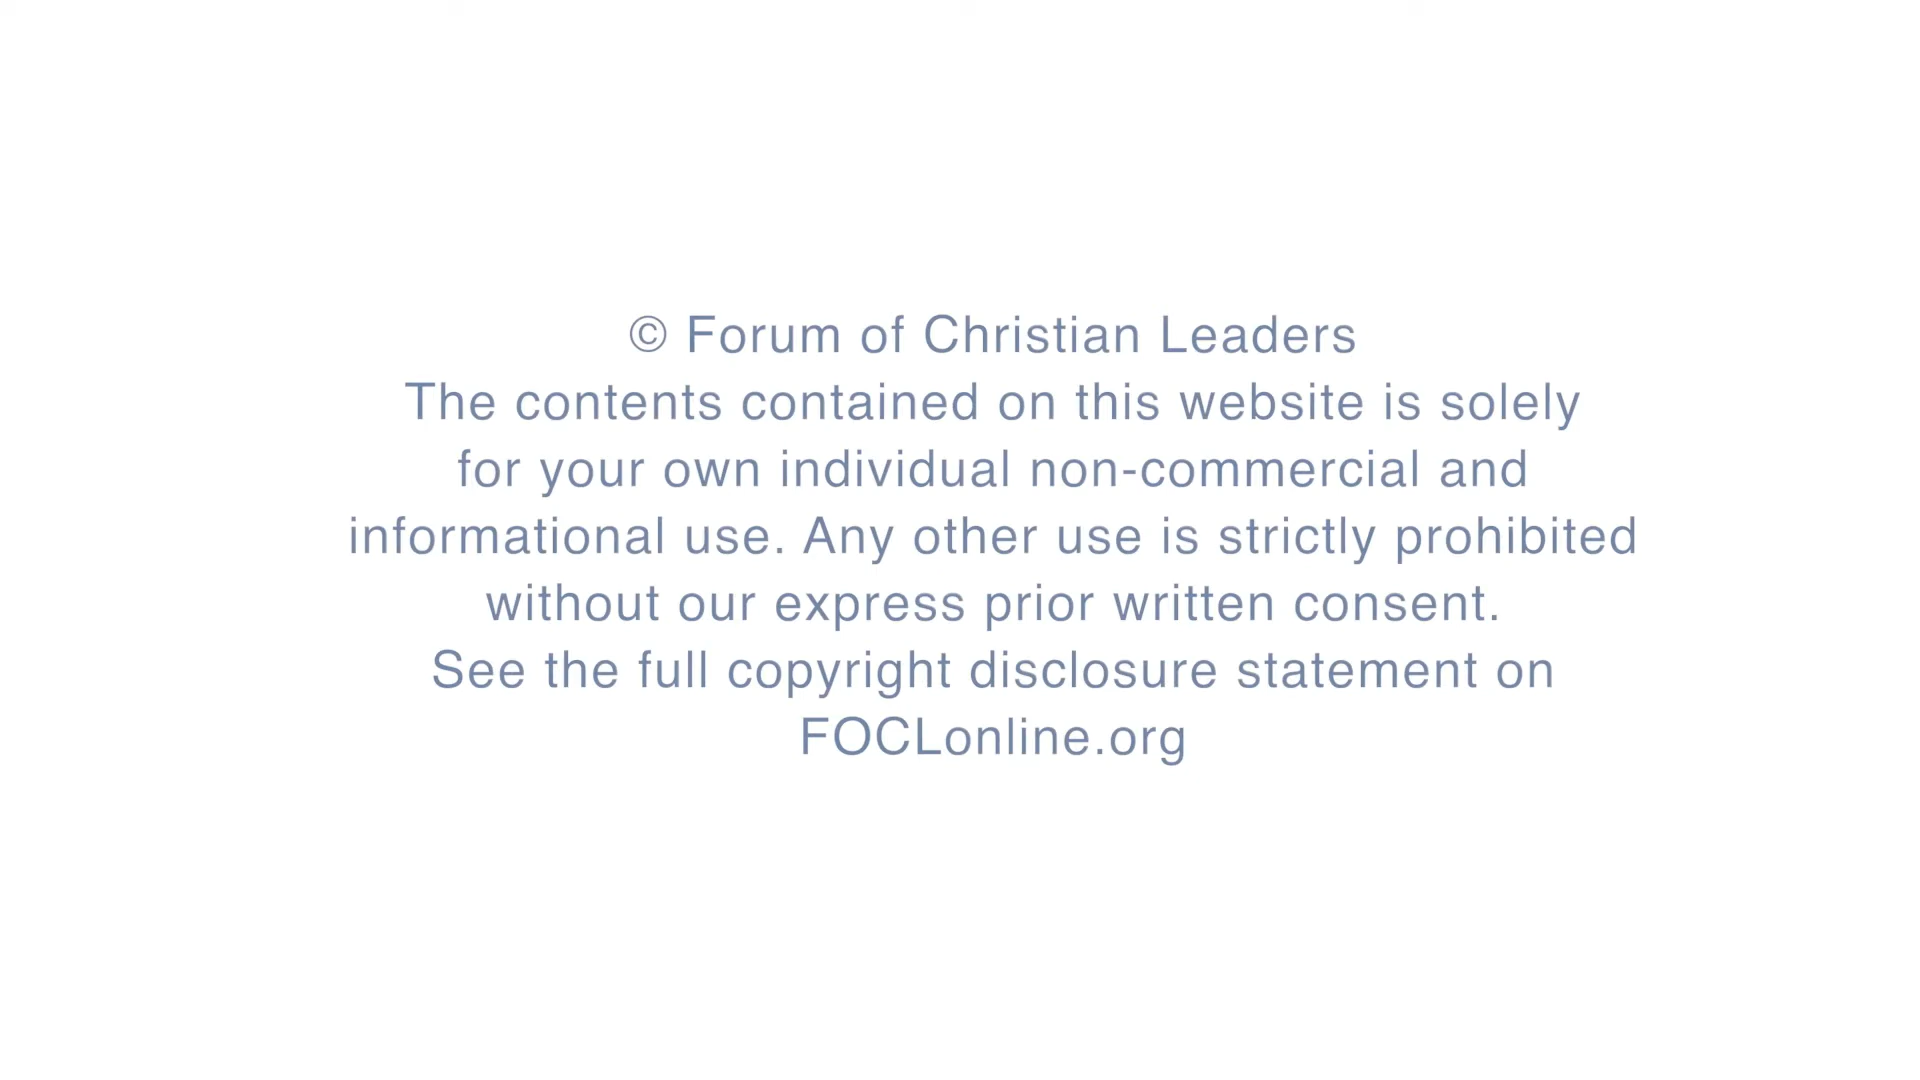 © Forum of Christian Leaders
The contents contained on this website is solely
for your own individual non-commercial and
informational use. Any other use is strictly prohibited
without our express prior written consent.
See the full copyright disclosure statement on
FOCLonline.org